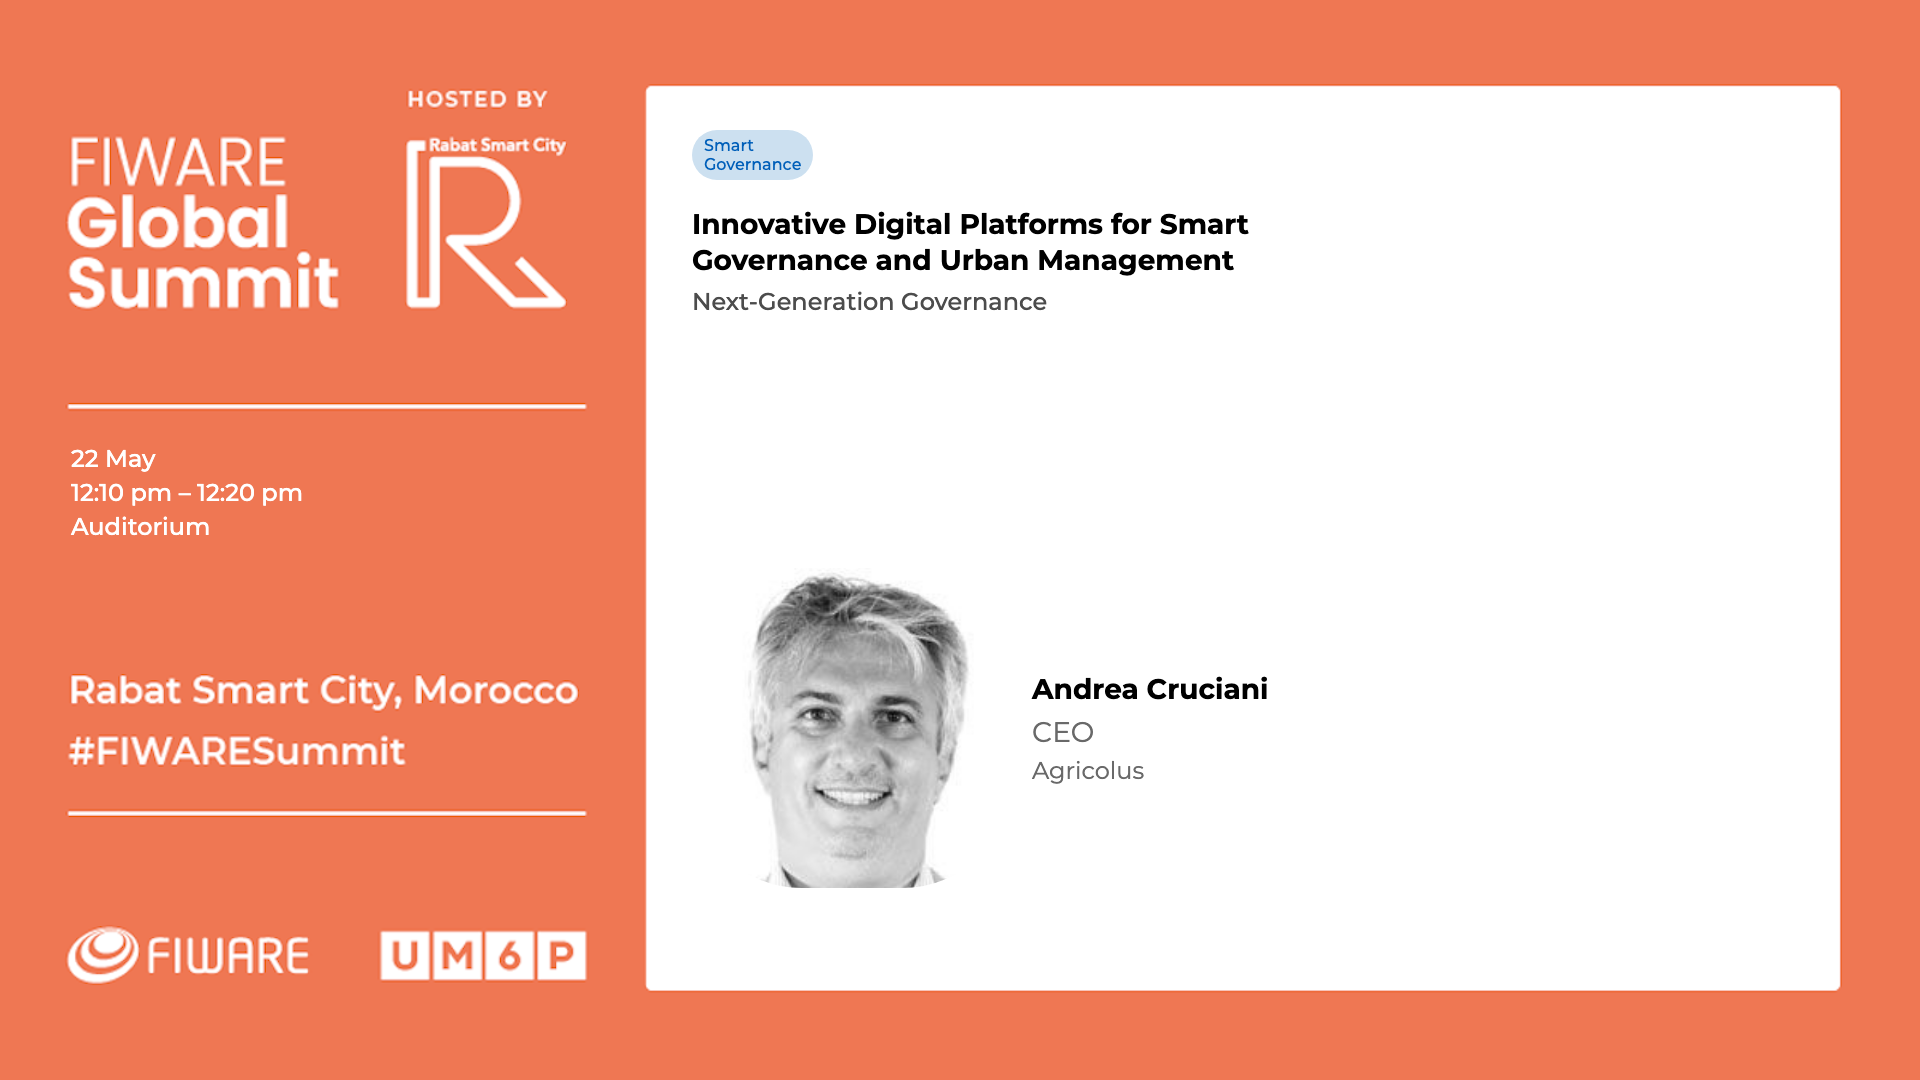 HOSTED BY
FIWARE
Global
Summit
Rabat Smart City
R
22 May
12:10 pm – 12:20 pm
Auditorium
Rabat Smart City, Morocco
#FIWARESummit
FIWARE
UM6P
Smart
Governance
Innovative Digital Platforms for Smart
Governance and Urban Management
Next-Generation Governance
Andrea Cruciani
CEO
Agricolus